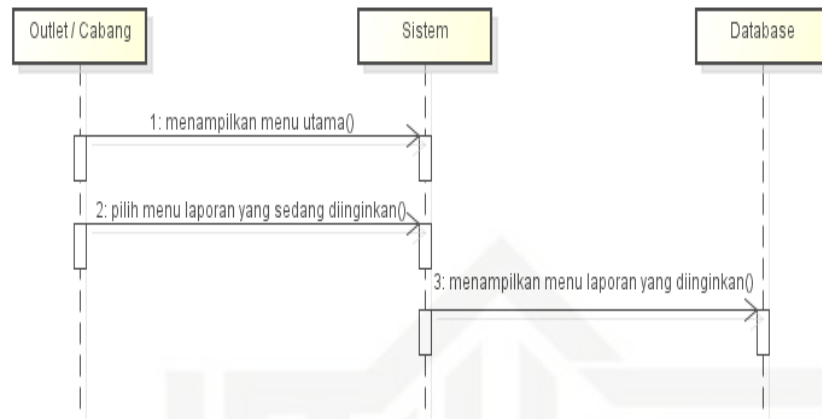 Outlet / Cabang
Sistem
Database
1: menampilkan menu utama()
2: pilih menu laporan yang sedang diinginkan()
3: menampilkan menu laporan yang diinginkan()